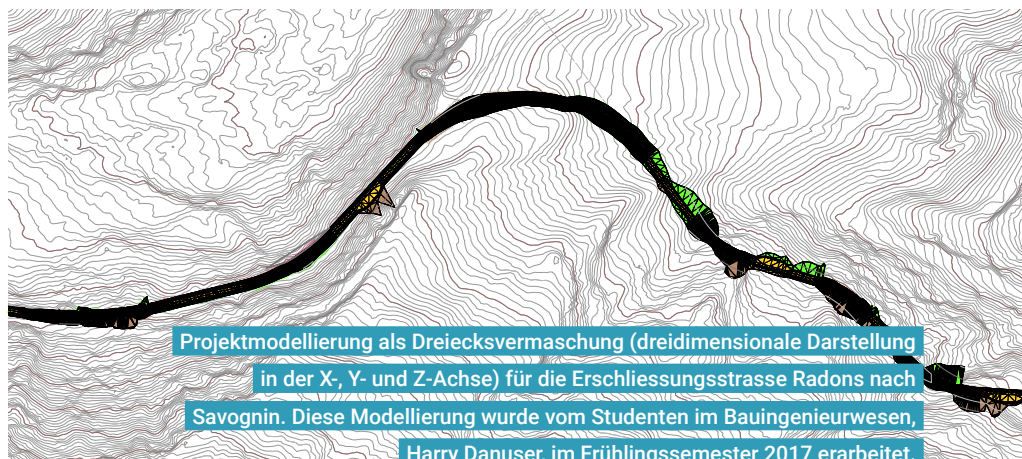 Projektmodellierung als Dreiecksvermaschung (dreidimensionale Darstellung
in der X-, Y- und Z-Achse) für die Erschliessungsstrasse Radons nach
Savognin. Diese Modellierung wurde vom Studenten im Bauingenieurwesen,
Harry Danuser, im Frühlingssemester 2017 erarbeitet.